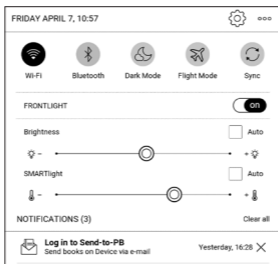 FRIDAY APRIL 7, 10:57
Wi-Fi Bluetooth Dark Mode Flight Mode Sync
FRONTLIGHT on
Brightness Auto
SMARTlight Auto
NOTIFICATIONS (3) Clear all
Log in to Send-to-PB
Send books on Device via e-mail Yesterday, 16:28